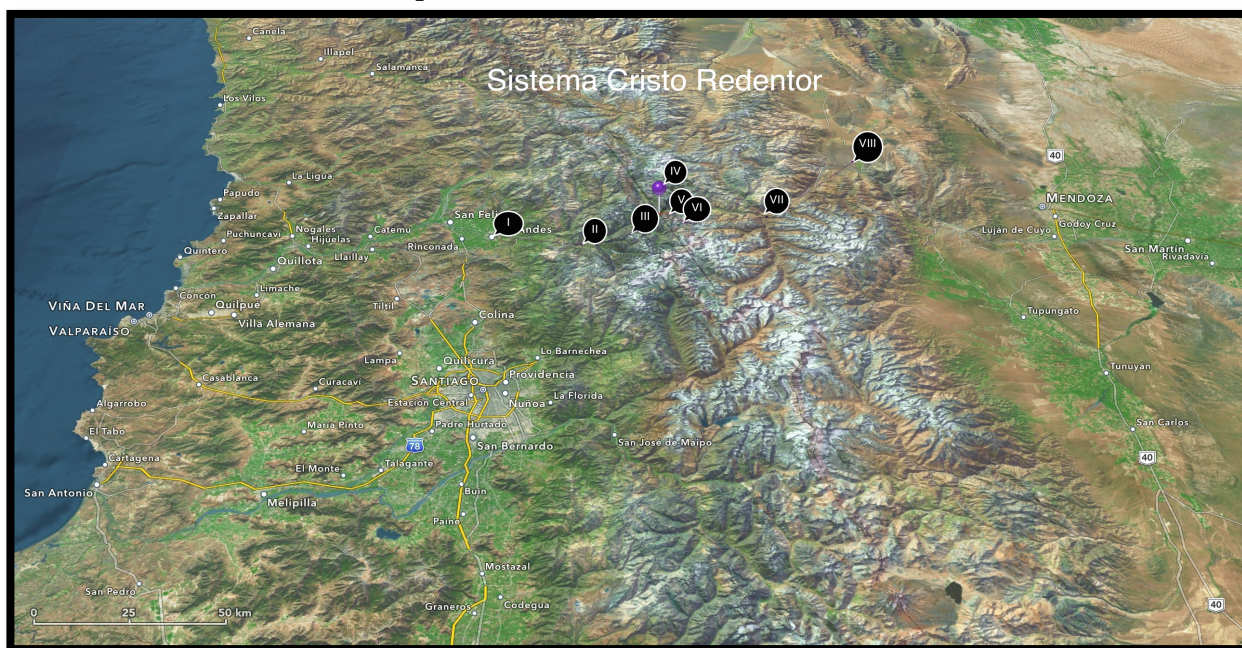 Canela
Illapel
Salamanca
Sistema Cristo Redentor
Los Vilos
VIII
40
IV
La Ligua
Papudo
V
VII
MENDOZA
Zapallar
VI
San Feli
I
III
Godoy Cruz
Puchuncaví
Nogales
Catemu
andes
II
Luján de Cuyo
Hijuelas
Rinconada
San Martín
Quintero
Llaillay
Rivadavia
Quillota
Limache
Concón
Tiltil
VIÑA DEL MAR
Quilpué
Tupungato
Colina
VALPARAÍSO
Villa Alemana
Lampa
Lo Barnechea
Quilicura
Tunuyán
Providencia
SANTIAGO
Casablanca
Curacaví
Estación Central
Ñuñoa
La Florida
Algarrobo
María Pinto
Padre Hurtado
San Carlos
El Tabo
78
San Bernardo
San José de Maipo
Cartagena
El Monte
Talagante
40
San Antonio
Melipilla
Buin
Paine
Mostazal
San Pedro
40
Graneros
Codegua
0 25 50 km